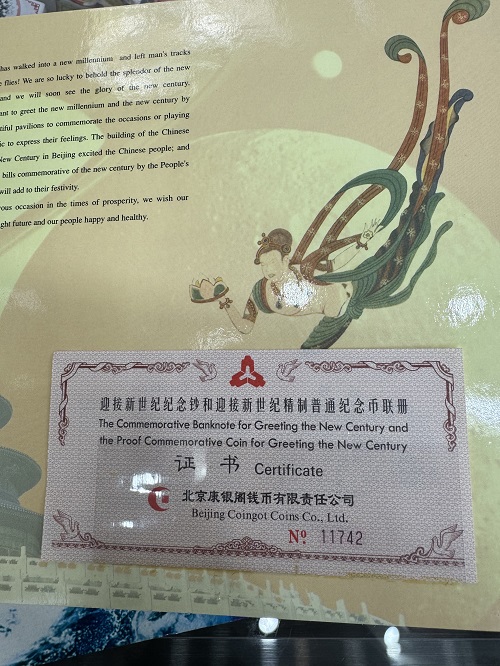 has walked into a new millennium and left man's tracks
flies! We are so lucky to behold the splendor of the new
and we will soon see the glory of the new century.
nt to greet the new millennium and the new century by
iful pavilions to commemorate the occasions or playing
ic to express their feelings. The building of the Chinese
New Century in Beijing excited the Chinese people; and
bills commemorative of the new century by the People's
will add to their festivity.
ous occasion in the times of prosperity, we wish our
ght future and our people happy and healthy.
迎接新世纪纪念钞和迎接新世纪精制普通纪念币联册
The Commemorative Banknote for Greeting the New Century and
the Proof Commemorative Coin for Greeting the New Century
证 书 Certificate
北京康银阁钱币有限责任公司
Beijing Coingot Coins Co., Ltd.
Nº 11742